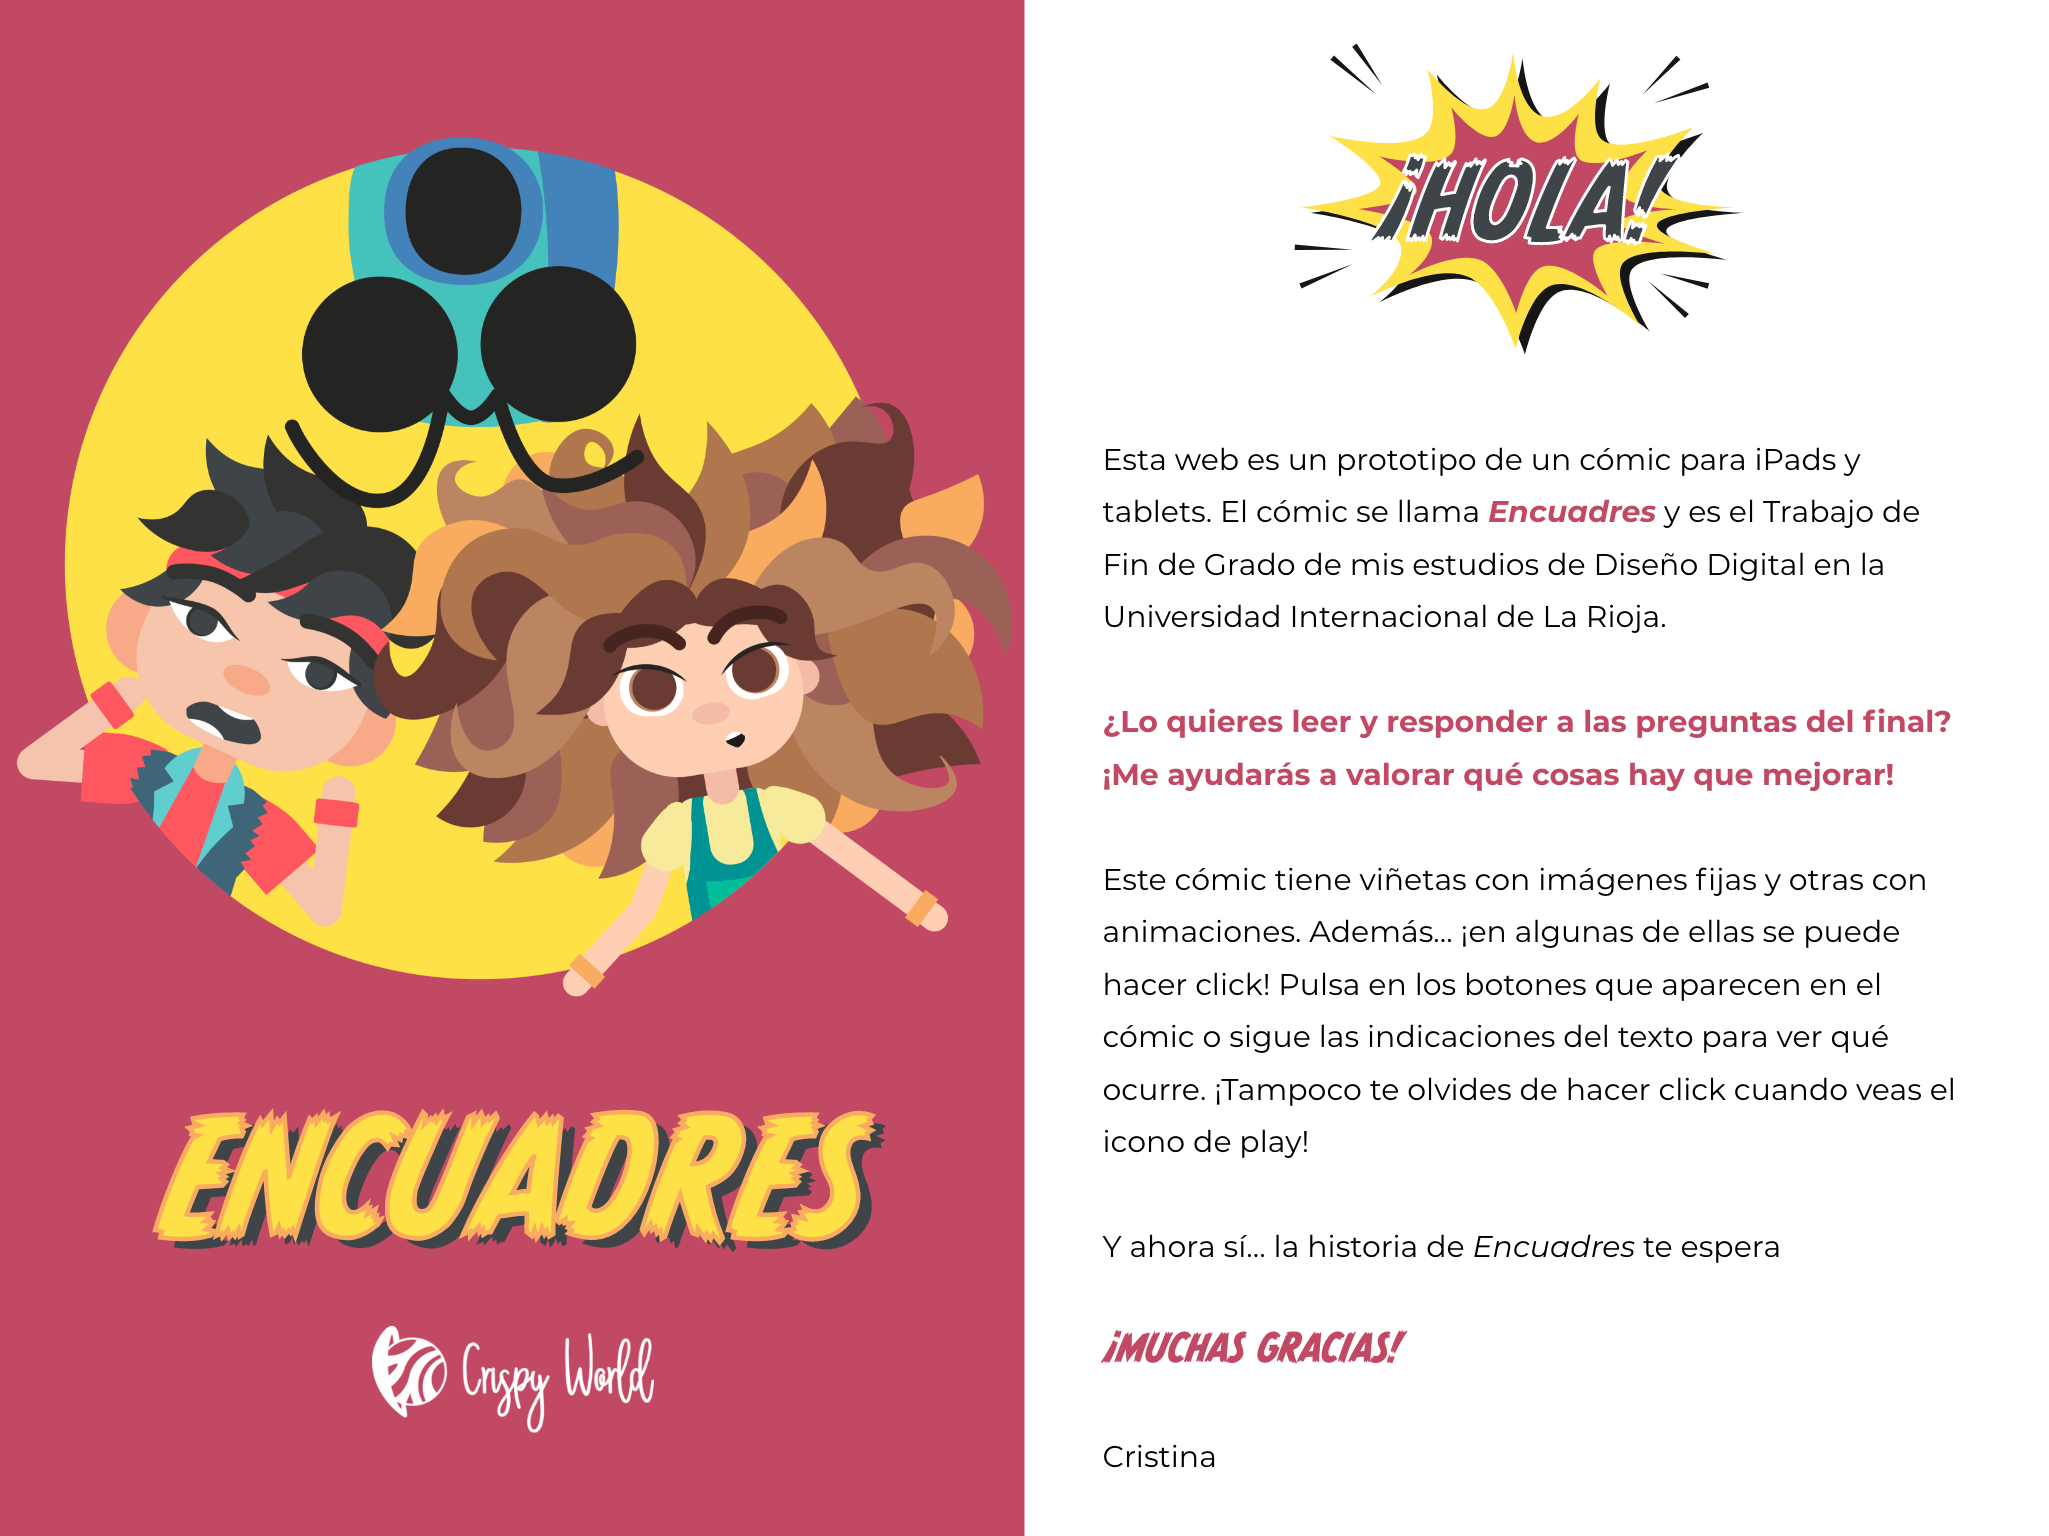 ENCUADRES
Crispy World
¡HOLA!
Esta web es un prototipo de un cómic para iPads y
tablets. El cómic se llama Encuadres y es el Trabajo de
Fin de Grado de mis estudios de Diseño Digital en la
Universidad Internacional de La Rioja.
¿Lo quieres leer y responder a las preguntas del final?
¡Me ayudarás a valorar qué cosas hay que mejorar!
Este cómic tiene viñetas con imágenes fijas y otras con
animaciones. Además... ¡en algunas de ellas se puede
hacer click! Pulsa en los botones que aparecen en el
cómic o sigue las indicaciones del texto para ver qué
ocurre. ¡Tampoco te olvides de hacer click cuando veas el
icono de play!
Y ahora sí... la historia de Encuadres te espera
¡MUCHAS GRACIAS!
Cristina